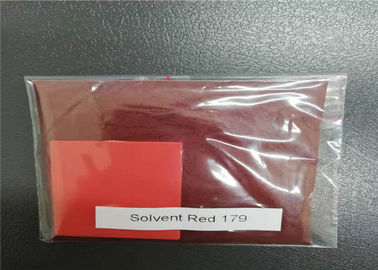 Solvent Red 179